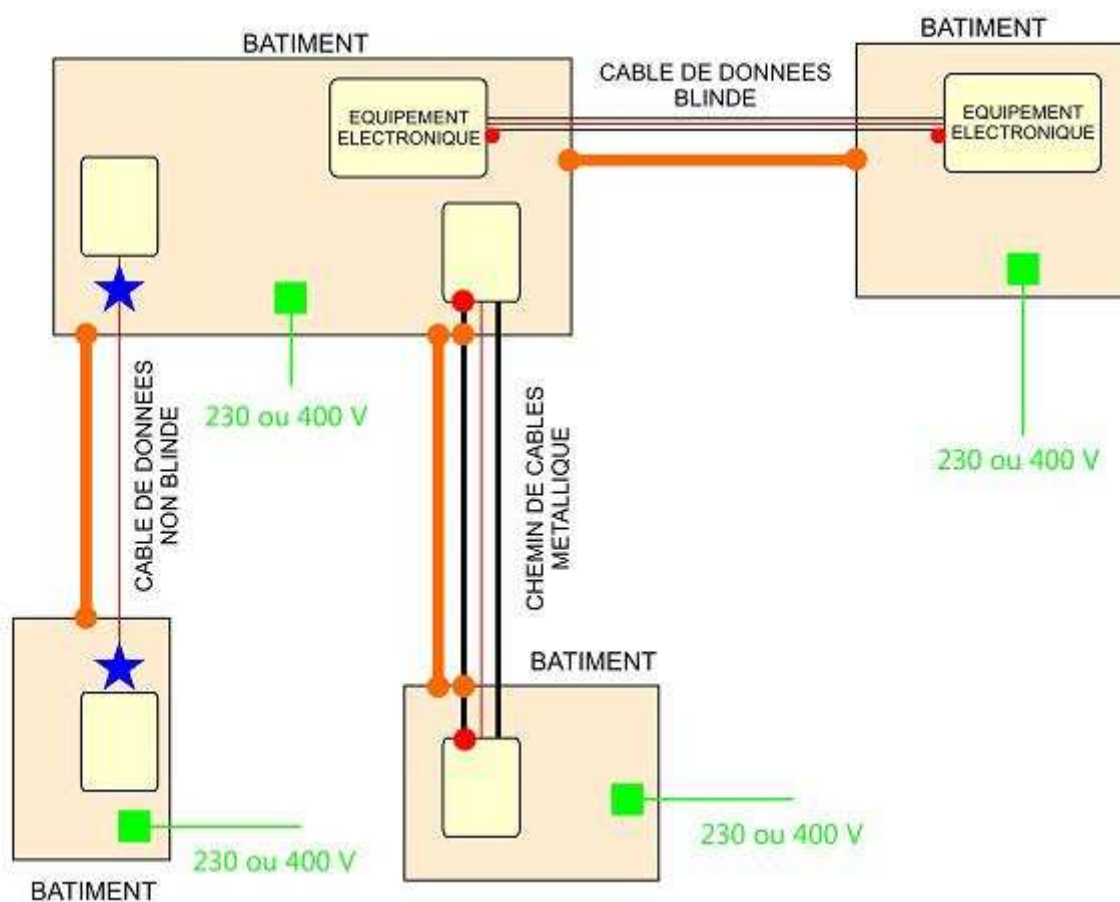 BATIMENT
BATIMENT
CABLE DE DONNEES
BLINDE
EQUIPEMENT
ELECTRONIQUE
EQUIPEMENT
ELECTRONIQUE
CABLE DE DONNEES
NON BLINDE
230 ou 400 V
CHEMIN DE CABLES
METALLIQUE
230 ou 400 V
BATIMENT
230 ou 400 V
230 ou 400 V
BATIMENT